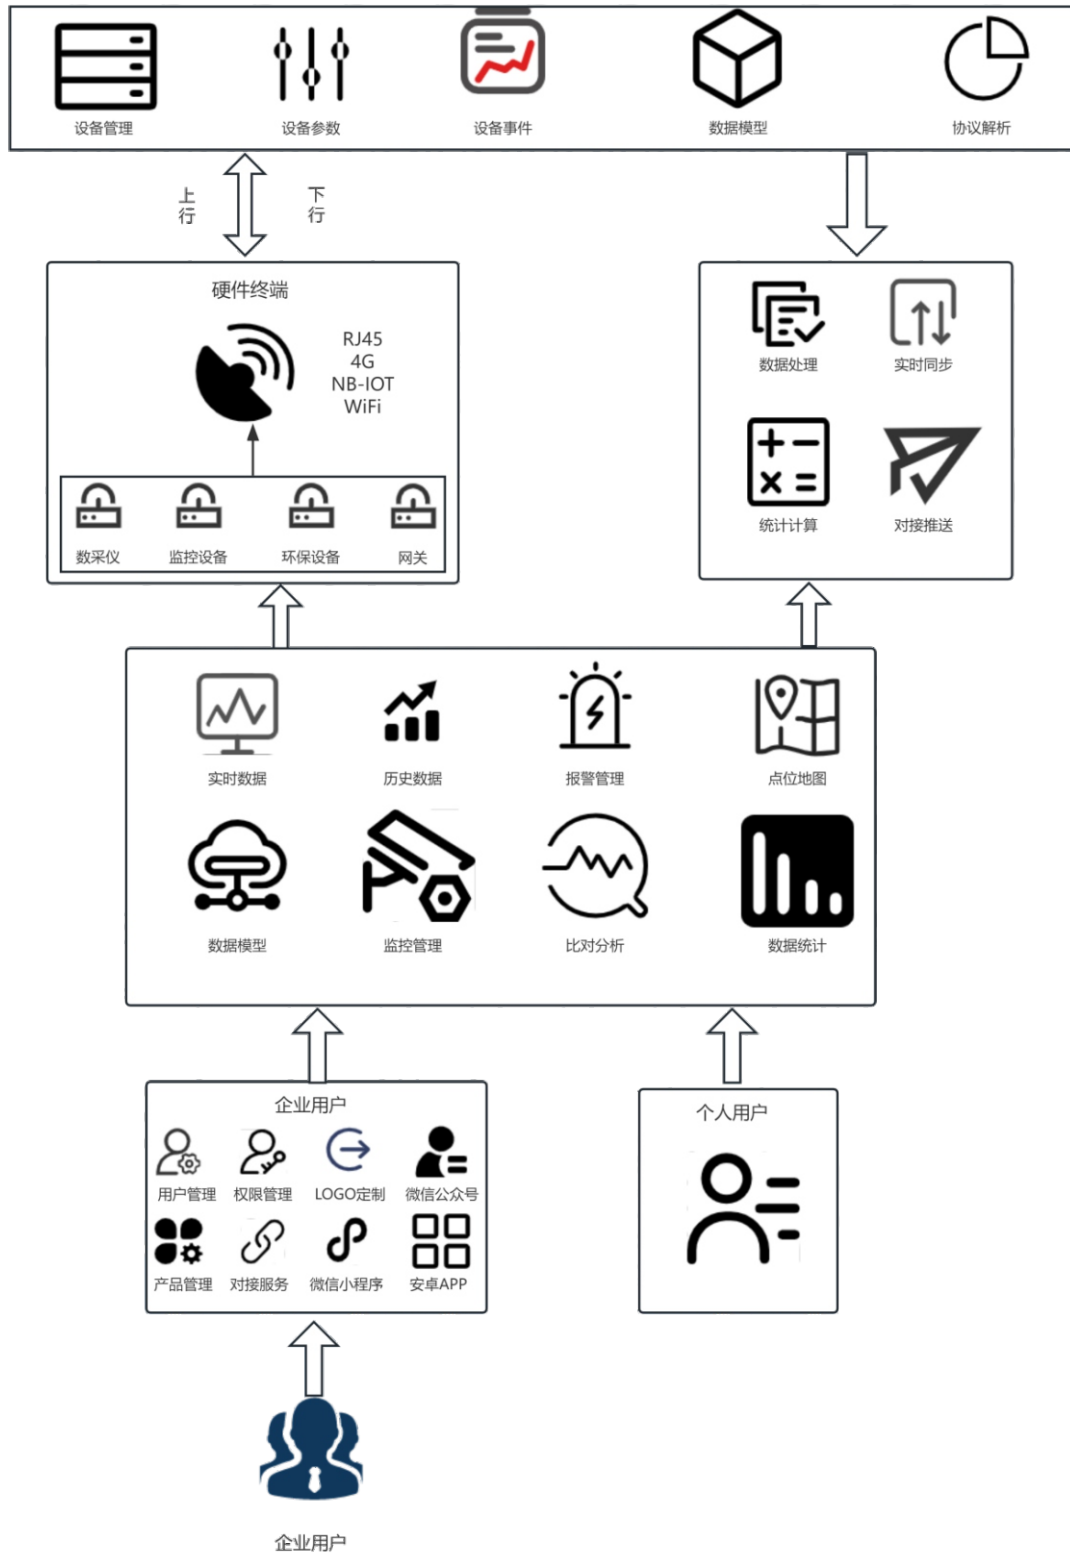 设备管理
设备参数
设备事件
数据模型
协议解析
上行
下行
硬件终端
RJ45
4G
NB-IOT
WiFi
数采仪
监控设备
环保设备
网关
数据处理
实时同步
统计计算
对接推送
实时数据
历史数据
报警管理
点位地图
数据模型
监控管理
比对分析
数据统计
企业用户
用户管理
权限管理
LOGO定制
微信公众号
产品管理
对接服务
微信小程序
安卓APP
个人用户
企业用户